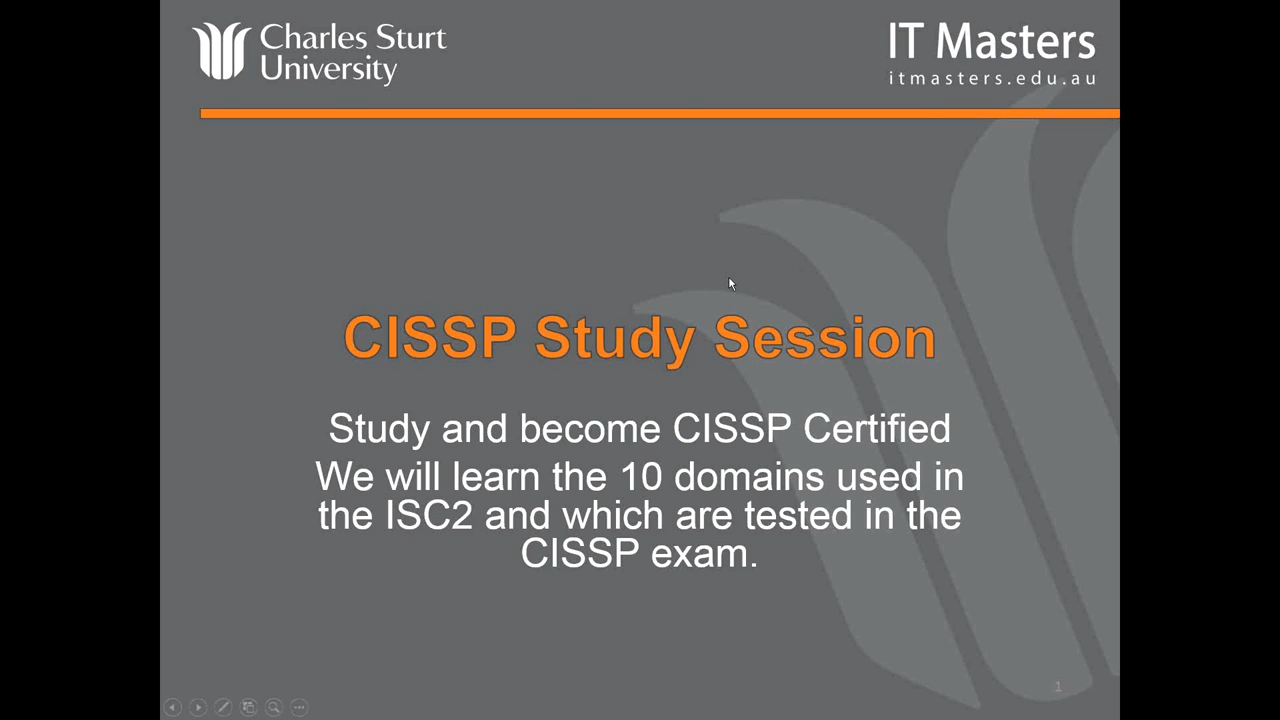 Charles Sturt
University
IT Masters
itmasters.edu.au
CISSP Study Session
Study and become CISSP Certified
We will learn the 10 domains used in
the ISC2 and which are tested in the
CISSP exam.
1